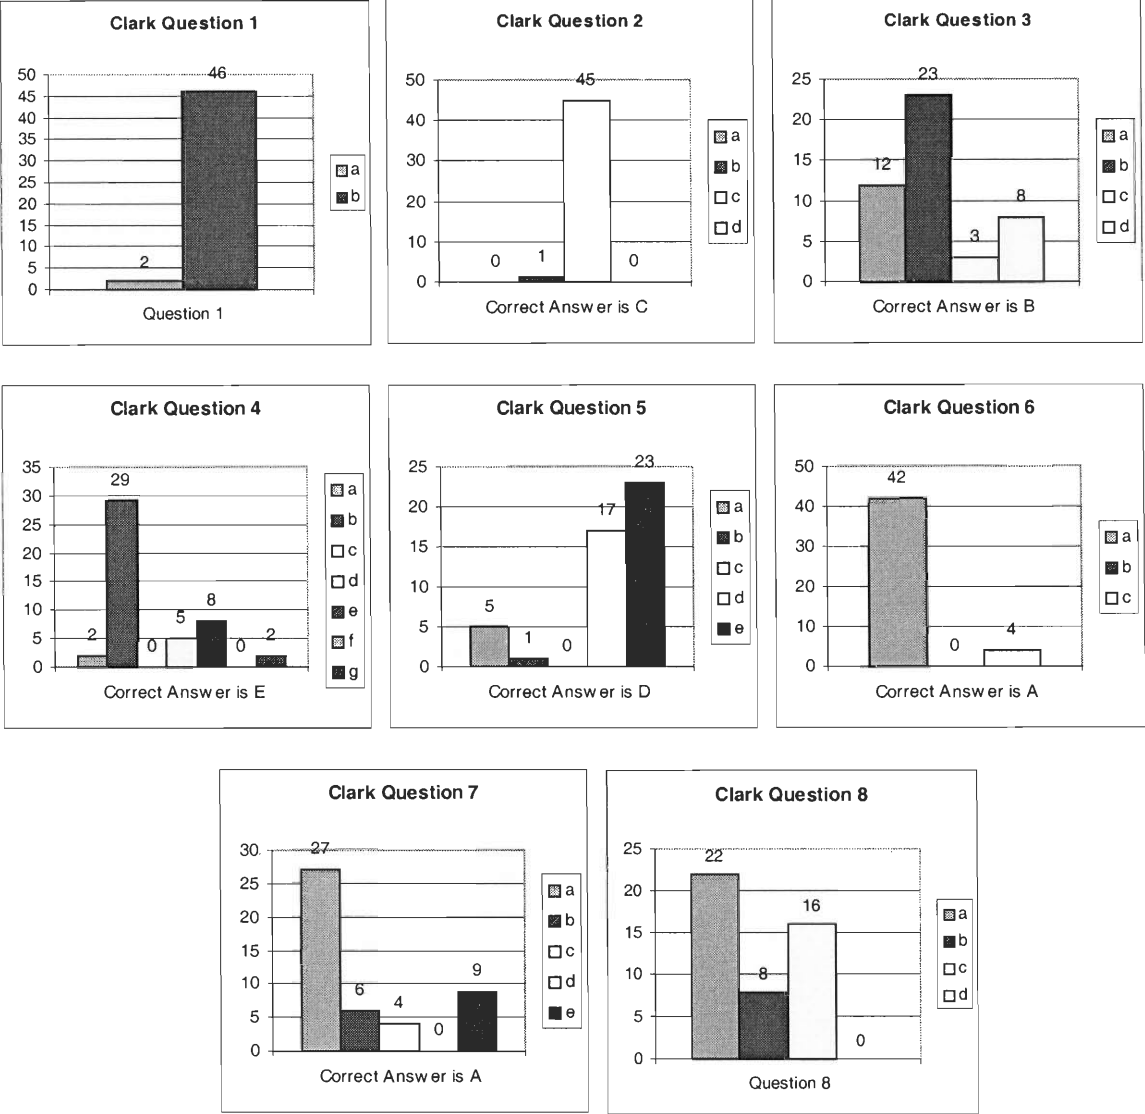 Clark Question 1
50
45
40
35
30
25
20
15
10
5
0
46
2
a
b
Question 1
Clark Question 2
50
40
30
20
10
0
0
1
45
0
a
b
c
d
Correct Answer is C
Clark Question 3
25
20
15
10
5
0
12
23
3
8
a
b
c
d
Correct Answer is B
Clark Question 4
35
30
25
20
15
10
5
0
2
29
0
5
8
0
2
a
b
c
d
e
f
g
Correct Answer is E
Clark Question 5
25
20
15
10
5
0
5
1
0
17
23
a
b
c
d
e
Correct Answer is D
Clark Question 6
50
40
30
20
10
0
42
0
4
a
b
c
Correct Answer is A
Clark Question 7
30
25
20
15
10
5
0
27
6
4
0
9
a
b
c
d
e
Correct Answer is A
Clark Question 8
25
20
15
10
5
0
22
8
16
0
a
b
c
d
Question 8